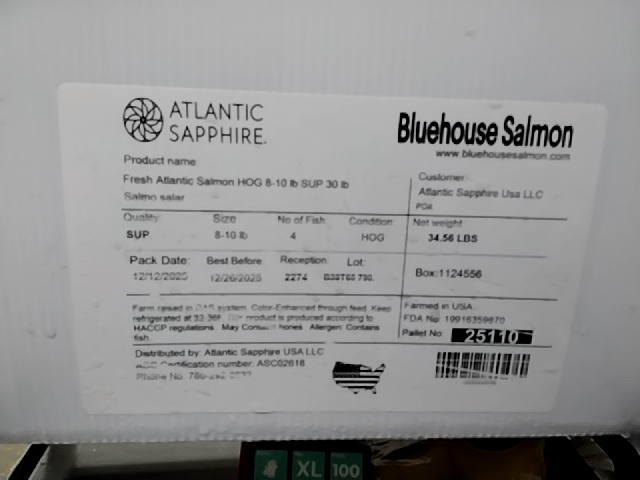 ATLANTIC
SAPPHIRE.
Bluehouse Salmon
www.bluehousesalmon.com
Product name
Fresh Atlantic Salmon HOG 8-10 lb SUP 30 lb
Salmo salar
Customer
Atlantic Sapphire Usa LLC
PO#
Quality Size No of Fish Condition Net weight
SUP 8-10 lb 4 HOG 34.56 LBS
Pack Date: Best Before Reception Lot:
12/12/2025 12/26/2025 2274
Box:1124556
Farm raised in system. Color-Enhanced through feed. Keep
refrigerated at product is produced according to
HACCP regulations. May Contain bones. Allergen: Contains
fish.
Farmed in USA
FDA No
Pallet No: 25110
Distributed by: Atlantic Sapphire USA LLC
Certification number: ASC02616
Phone No.
XL 100